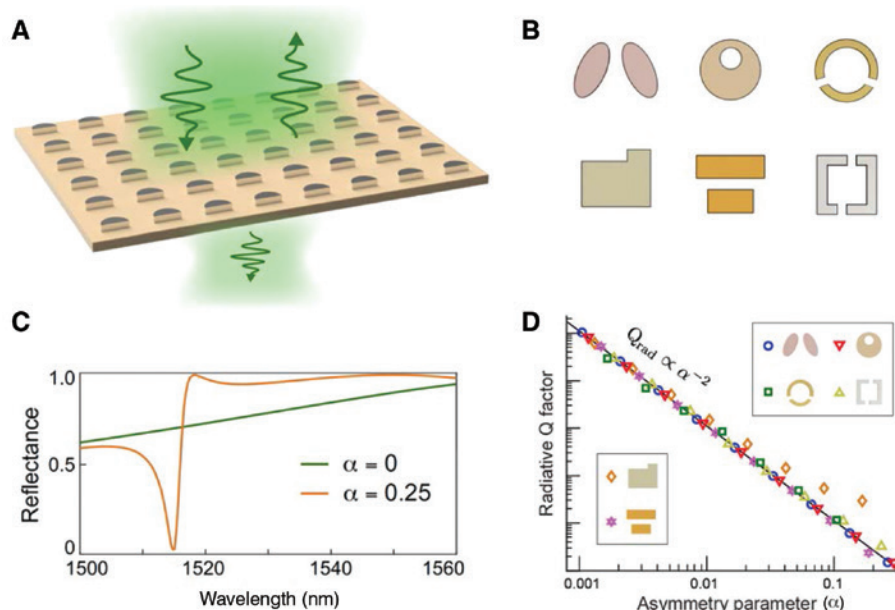 A
B
C
Reflectance
1.0
0.5
0
α = 0
α = 0.25
1500
1520
1540
1560
Wavelength (nm)
D
Radiative Q factor
Qrad ∝ α⁻²
0.001
0.01
0.1
Asymmetry parameter (α)